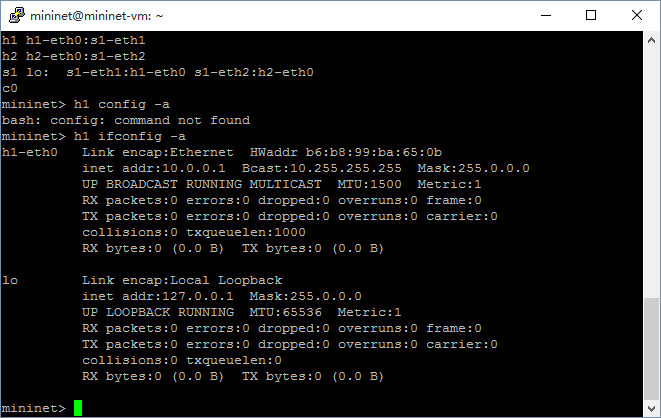 mininet@mininet-vm: ~
h1 h1-eth0:s1-eth1
h2 h2-eth0:s1-eth2
s1 lo:  s1-eth1:h1-eth0 s1-eth2:h2-eth0
c0
mininet> h1 config -a
bash: config: command not found
mininet> h1 ifconfig -a
h1-eth0   Link encap:Ethernet  HWaddr b6:b8:99:ba:65:0b
          inet addr:10.0.0.1  Bcast:10.255.255.255  Mask:255.0.0.0
          UP BROADCAST RUNNING MULTICAST  MTU:1500  Metric:1
          RX packets:0 errors:0 dropped:0 overruns:0 frame:0
          TX packets:0 errors:0 dropped:0 overruns:0 carrier:0
          collisions:0 txqueuelen:1000
          RX bytes:0 (0.0 B)  TX bytes:0 (0.0 B)

lo        Link encap:Local Loopback
          inet addr:127.0.0.1  Mask:255.0.0.0
          UP LOOPBACK RUNNING  MTU:65536  Metric:1
          RX packets:0 errors:0 dropped:0 overruns:0 frame:0
          TX packets:0 errors:0 dropped:0 overruns:0 carrier:0
          collisions:0 txqueuelen:0
          RX bytes:0 (0.0 B)  TX bytes:0 (0.0 B)

mininet>